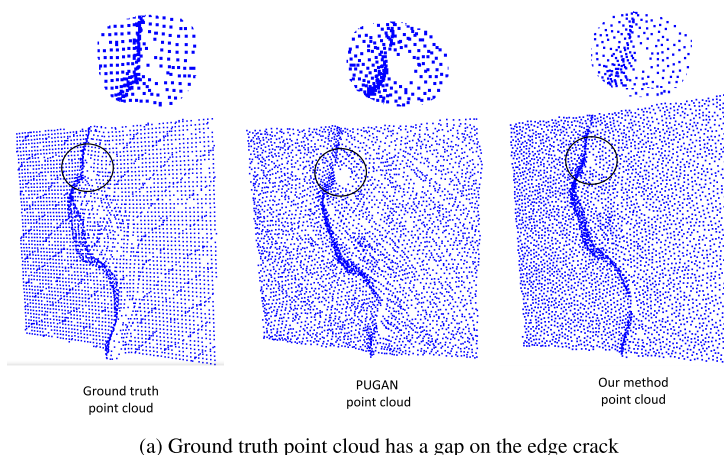 Ground truth
point cloud
PUGAN
point cloud
Our method
point cloud
(a) Ground truth point cloud has a gap on the edge crack